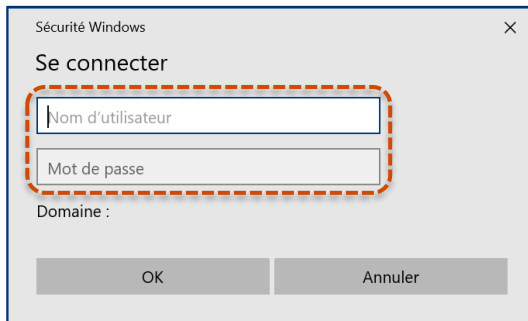 Sécurité Windows
Se connecter
Nom d'utilisateur
Mot de passe
Domaine :
OK Annuler